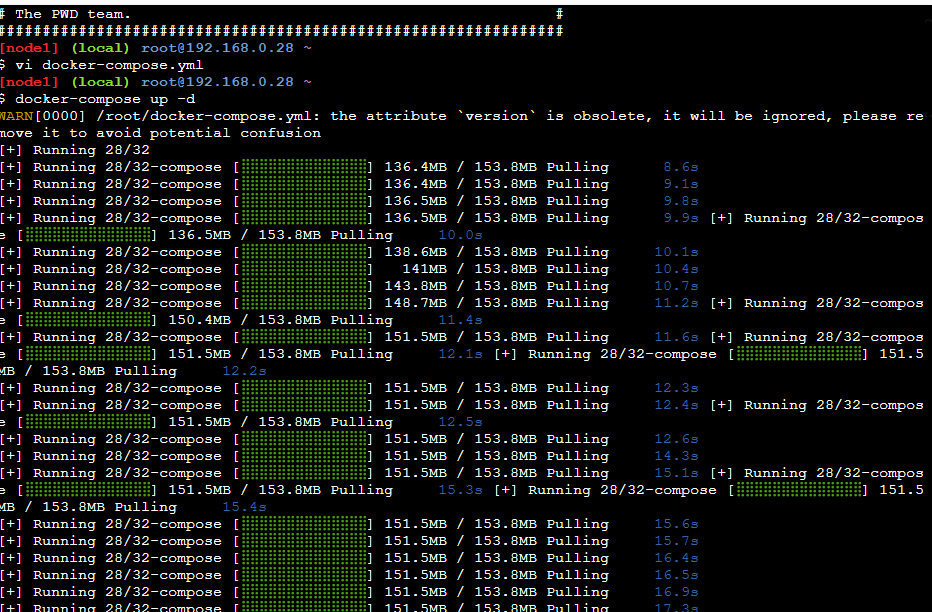 # The PWD team. #
###############################################################
[node1] (local) root@192.168.0.28 ~
$ vi docker-compose.yml
[node1] (local) root@192.168.0.28 ~
$ docker-compose up -d
WARN[0000] /root/docker-compose.yml: the attribute `version` is obsolete, it will be ignored, please re
move it to avoid potential confusion
[+] Running 28/32
[+] Running 28/32-compose [⣿⣿⣿⣿⣿⣿⣿⣿⣿⣿⣿⣿⣿⣿] 136.4MB / 153.8MB Pulling 8.6s
[+] Running 28/32-compose [⣿⣿⣿⣿⣿⣿⣿⣿⣿⣿⣿⣿⣿⣿] 136.4MB / 153.8MB Pulling 9.1s
[+] Running 28/32-compose [⣿⣿⣿⣿⣿⣿⣿⣿⣿⣿⣿⣿⣿⣿] 136.5MB / 153.8MB Pulling 9.8s
[+] Running 28/32-compose [⣿⣿⣿⣿⣿⣿⣿⣿⣿⣿⣿⣿⣿⣿] 136.5MB / 153.8MB Pulling 9.9s [+] Running 28/32-compos
e [⣿⣿⣿⣿⣿⣿⣿⣿⣿⣿⣿⣿⣿⣿] 136.5MB / 153.8MB Pulling 10.0s
[+] Running 28/32-compose [⣿⣿⣿⣿⣿⣿⣿⣿⣿⣿⣿⣿⣿⣿] 138.6MB / 153.8MB Pulling 10.1s
[+] Running 28/32-compose [⣿⣿⣿⣿⣿⣿⣿⣿⣿⣿⣿⣿⣿⣿] 141MB / 153.8MB Pulling 10.4s
[+] Running 28/32-compose [⣿⣿⣿⣿⣿⣿⣿⣿⣿⣿⣿⣿⣿⣿] 143.8MB / 153.8MB Pulling 10.7s
[+] Running 28/32-compose [⣿⣿⣿⣿⣿⣿⣿⣿⣿⣿⣿⣿⣿⣿] 148.7MB / 153.8MB Pulling 11.2s [+] Running 28/32-compos
e [⣿⣿⣿⣿⣿⣿⣿⣿⣿⣿⣿⣿⣿⣿] 150.4MB / 153.8MB Pulling 11.4s
[+] Running 28/32-compose [⣿⣿⣿⣿⣿⣿⣿⣿⣿⣿⣿⣿⣿⣿] 151.5MB / 153.8MB Pulling 11.6s [+] Running 28/32-compos
e [⣿⣿⣿⣿⣿⣿⣿⣿⣿⣿⣿⣿⣿⣿] 151.5MB / 153.8MB Pulling 12.1s [+] Running 28/32-compose [⣿⣿⣿⣿⣿⣿⣿⣿⣿⣿⣿⣿⣿⣿] 151.5
MB / 153.8MB Pulling 12.2s
[+] Running 28/32-compose [⣿⣿⣿⣿⣿⣿⣿⣿⣿⣿⣿⣿⣿⣿] 151.5MB / 153.8MB Pulling 12.3s
[+] Running 28/32-compose [⣿⣿⣿⣿⣿⣿⣿⣿⣿⣿⣿⣿⣿⣿] 151.5MB / 153.8MB Pulling 12.4s [+] Running 28/32-compos
e [⣿⣿⣿⣿⣿⣿⣿⣿⣿⣿⣿⣿⣿⣿] 151.5MB / 153.8MB Pulling 12.5s
[+] Running 28/32-compose [⣿⣿⣿⣿⣿⣿⣿⣿⣿⣿⣿⣿⣿⣿] 151.5MB / 153.8MB Pulling 12.6s
[+] Running 28/32-compose [⣿⣿⣿⣿⣿⣿⣿⣿⣿⣿⣿⣿⣿⣿] 151.5MB / 153.8MB Pulling 14.3s
[+] Running 28/32-compose [⣿⣿⣿⣿⣿⣿⣿⣿⣿⣿⣿⣿⣿⣿] 151.5MB / 153.8MB Pulling 15.1s [+] Running 28/32-compos
e [⣿⣿⣿⣿⣿⣿⣿⣿⣿⣿⣿⣿⣿⣿] 151.5MB / 153.8MB Pulling 15.3s [+] Running 28/32-compose [⣿⣿⣿⣿⣿⣿⣿⣿⣿⣿⣿⣿⣿⣿] 151.5
MB / 153.8MB Pulling 15.4s
[+] Running 28/32-compose [⣿⣿⣿⣿⣿⣿⣿⣿⣿⣿⣿⣿⣿⣿] 151.5MB / 153.8MB Pulling 15.6s
[+] Running 28/32-compose [⣿⣿⣿⣿⣿⣿⣿⣿⣿⣿⣿⣿⣿⣿] 151.5MB / 153.8MB Pulling 15.7s
[+] Running 28/32-compose [⣿⣿⣿⣿⣿⣿⣿⣿⣿⣿⣿⣿⣿⣿] 151.5MB / 153.8MB Pulling 16.4s
[+] Running 28/32-compose [⣿⣿⣿⣿⣿⣿⣿⣿⣿⣿⣿⣿⣿⣿] 151.5MB / 153.8MB Pulling 16.5s
[+] Running 28/32-compose [⣿⣿⣿⣿⣿⣿⣿⣿⣿⣿⣿⣿⣿⣿] 151.5MB / 153.8MB Pulling 16.9s
[+] Running 28/32-compose [⣿⣿⣿⣿⣿⣿⣿⣿⣿⣿⣿⣿⣿⣿] 151.5MB / 153.8MB Pulling 17.3s